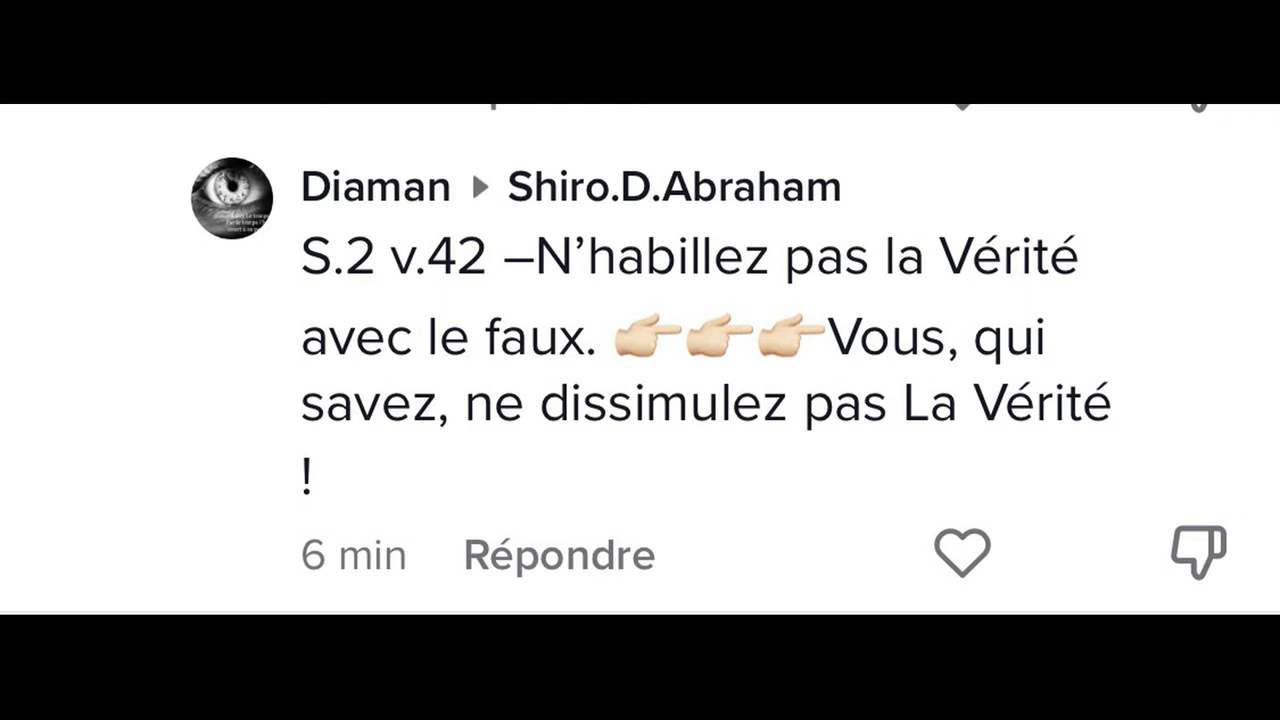 Diaman ▸ Shiro.D.Abraham
S.2 v.42 –N’habillez pas la Vérité
avec le faux. 👉🏻👉🏻👉🏻Vous, qui
savez, ne dissimulez pas La Vérité
!
6 min Répondre